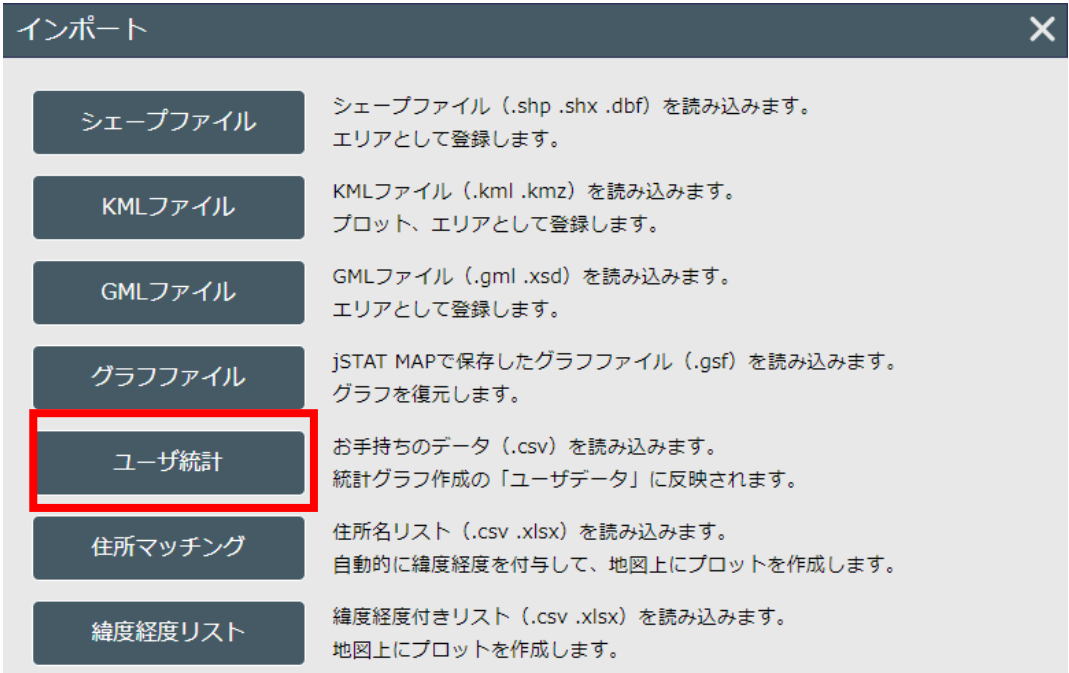 インポート
シェープファイル
シェープファイル（.shp .shx .dbf）を読み込みます。
エリアとして登録します。
KMLファイル
KMLファイル（.kml .kmz）を読み込みます。
プロット、エリアとして登録します。
GMLファイル
GMLファイル（.gml .xsd）を読み込みます。
エリアとして登録します。
グラフファイル
jSTAT MAPで保存したグラフファイル（.gsf）を読み込みます。
グラフを復元します。
ユーザ統計
お手持ちのデータ（.csv）を読み込みます。
統計グラフ作成の「ユーザデータ」に反映されます。
住所マッチング
住所名リスト（.csv .xlsx）を読み込みます。
自動的に緯度経度を付与して、地図上にプロットを作成します。
緯度経度リスト
緯度経度付きリスト（.csv .xlsx）を読み込みます。
地図上にプロットを作成します。